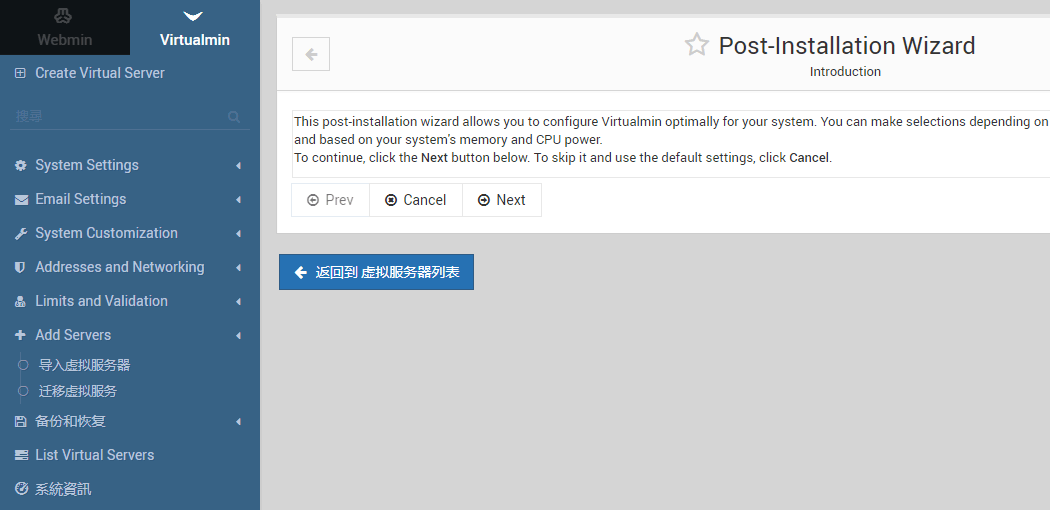 Webmin
Virtualmin
Create Virtual Server
搜尋
System Settings
Email Settings
System Customization
Addresses and Networking
Limits and Validation
Add Servers
导入虚拟服务器
迁移虚拟服务
备份和恢复
List Virtual Servers
系統資訊
Post-Installation Wizard
Introduction
This post-installation wizard allows you to configure Virtualmin optimally for your system. You can make selections depending on
and based on your system's memory and CPU power.
To continue, click the Next button below. To skip it and use the default settings, click Cancel.
Prev Cancel Next
返回到 虚拟服务器列表